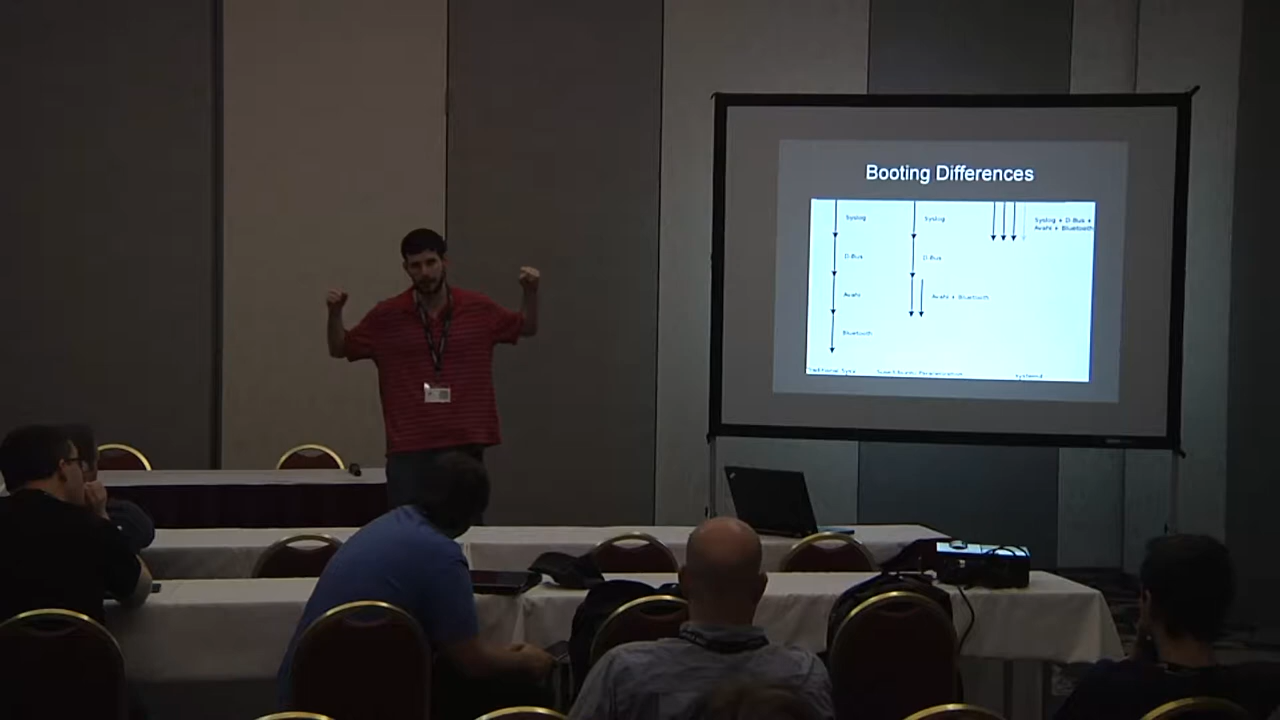 Booting Differences
Syslog
Syslog
Syslog + D-Bus +
Avahi + Bluetooth
D-Bus
D-Bus
Avahi
Avahi + Bluetooth
Bluetooth
systemd